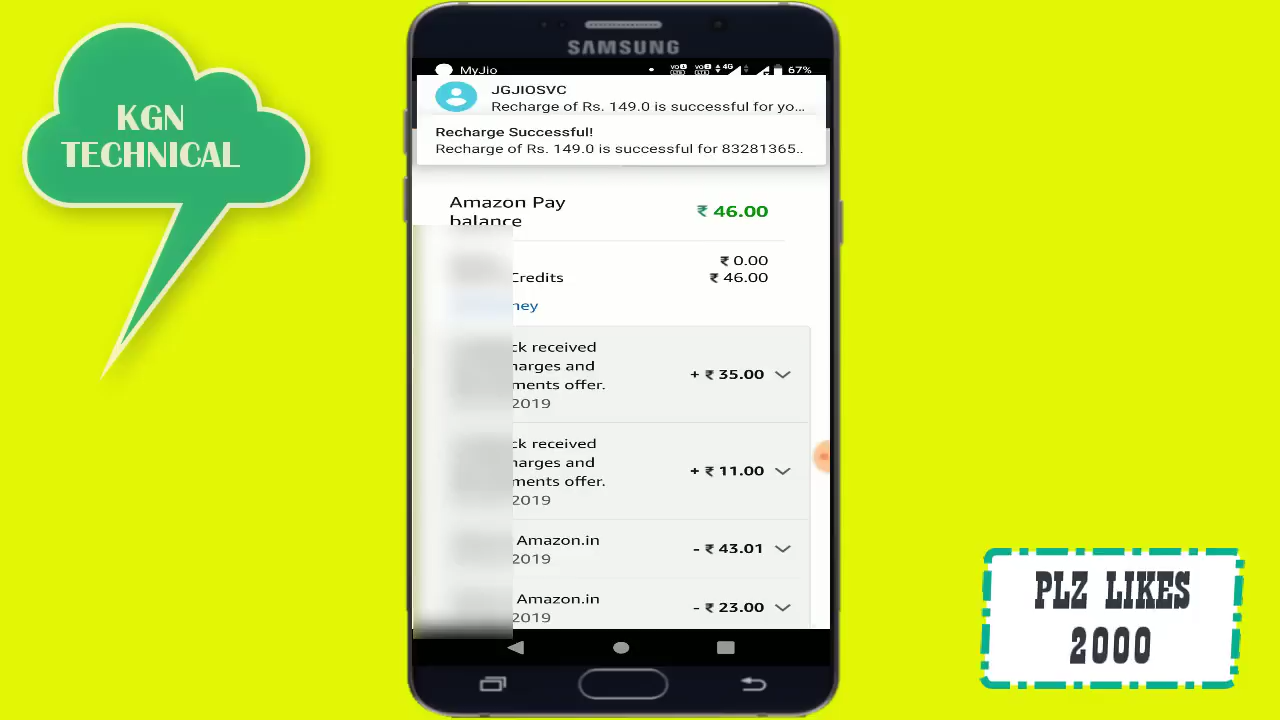 KGN
TECHNICAL
SAMSUNG
MyJio
4G
67%
JGJIOSVC
Recharge of Rs. 149.0 is successful for yo...
Recharge Successful!
Recharge of Rs. 149.0 is successful for 83281365..
Amazon Pay
balance
₹ 46.00
₹ 0.00
Credits
₹ 46.00
ney
ck received
harges and
ments offer.
2019
+ ₹ 35.00
ck received
harges and
ments offer.
2019
+ ₹ 11.00
Amazon.in
2019
- ₹ 43.01
Amazon.in
2019
- ₹ 23.00
PLZ LIKES
2000